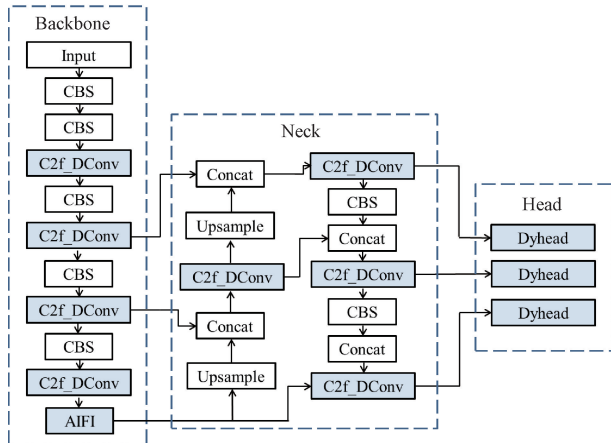 Backbone
Input
CBS
CBS
C2f_DConv
CBS
C2f_DConv
CBS
C2f_DConv
CBS
C2f_DConv
AIFI
Neck
Concat
Upsample
C2f_DConv
Concat
Upsample
C2f_DConv
CBS
Concat
C2f_DConv
CBS
Concat
C2f_DConv
Head
Dyhead
Dyhead
Dyhead